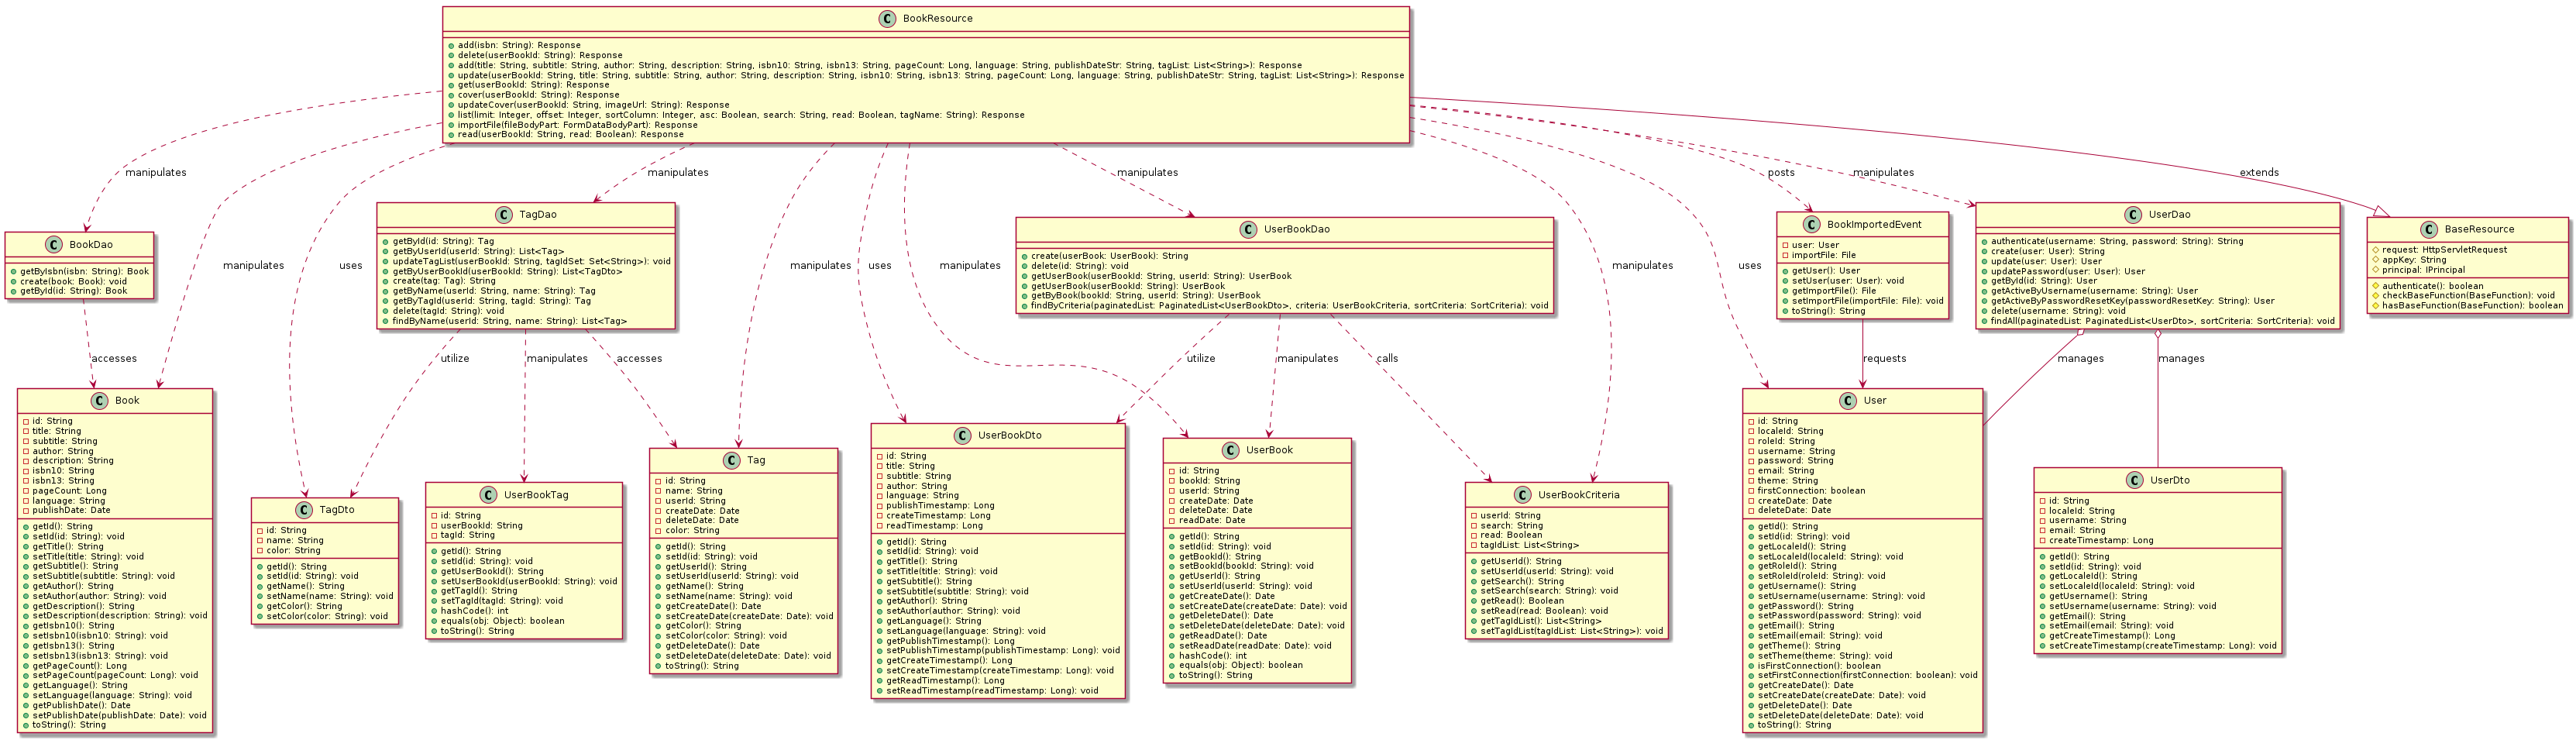 BookResource
add(isbn: String): Response
delete(userBookId: String): Response
add(title: String, subtitle: String, author: String, description: String, isbn10: String, isbn13: String, pageCount: Long, language: String, publishDateStr: String, tagList: List<String>): Response
update(userBookId: String, title: String, subtitle: String, author: String, description: String, isbn10: String, isbn13: String, pageCount: Long, language: String, publishDateStr: String, tagList: List<String>): Response
get(userBookId: String): Response
cover(userBookId: String): Response
updateCover(userBookId: String, imageUrl: String): Response
list(limit: Integer, offset: Integer, sortColumn: Integer, asc: Boolean, search: String, read: Boolean, tagName: String): Response
importFile(fileBodyPart: FormDataBodyPart): Response
read(userBookId: String, read: Boolean): Response
manipulates
manipulates
manipulates
posts
manipulates
extends
BookDao
getByIsbn(isbn: String): Book
create(book: Book): void
getById(id: String): Book
manipulates
uses
TagDao
getById(id: String): Tag
getByUserId(userId: String): List<Tag>
updateTagList(userBookId: String, tagIdSet: Set<String>): void
getByUserBookId(userBookId: String): List<TagDto>
create(tag: Tag): String
getByName(userId: String, name: String): Tag
getByTagId(userId: String, tagId: String): Tag
delete(tagId: String): void
findByName(userId: String, name: String): List<Tag>
manipulates
uses
manipulates
UserBookDao
create(userBook: UserBook): String
delete(id: String): void
getUserBook(userBookId: String, userId: String): UserBook
getUserBook(userBookId: String): UserBook
getByBook(bookId: String, userId: String): UserBook
findByCriteria(paginatedList: PaginatedList<UserBookDto>, criteria: UserBookCriteria, sortCriteria: SortCriteria): void
manipulates
uses
BookImportedEvent
user: User
importFile: File
getUser(): User
setUser(user: User): void
getImportFile(): File
setImportFile(importFile: File): void
toString(): String
UserDao
authenticate(username: String, password: String): String
create(user: User): String
update(user: User): User
updatePassword(user: User): User
getById(id: String): User
getActiveByUsername(username: String): User
getActiveByPasswordResetKey(passwordResetKey: String): User
delete(username: String): void
findAll(paginatedList: PaginatedList<UserDto>, sortCriteria: SortCriteria): void
BaseResource
request: HttpServletRequest
appKey: String
principal: IPrincipal
authenticate(): boolean
checkBaseFunction(BaseFunction): void
hasBaseFunction(BaseFunction): boolean
accesses
utilize
manipulates
accesses
utilize
manipulates
calls
requests
manages
manages
Book
id: String
title: String
subtitle: String
author: String
description: String
isbn10: String
isbn13: String
pageCount: Long
language: String
publishDate: Date
getId(): String
setId(id: String): void
getTitle(): String
setTitle(title: String): void
getSubtitle(): String
setSubtitle(subtitle: String): void
getAuthor(): String
setAuthor(author: String): void
getDescription(): String
setDescription(description: String): void
getIsbn10(): String
setIsbn10(isbn10: String): void
getIsbn13(): String
setIsbn13(isbn13: String): void
getPageCount(): Long
setPageCount(pageCount: Long): void
getLanguage(): String
setLanguage(language: String): void
getPublishDate(): Date
setPublishDate(publishDate: Date): void
toString(): String
TagDto
id: String
name: String
color: String
getId(): String
setId(id: String): void
getName(): String
setName(name: String): void
getColor(): String
setColor(color: String): void
UserBookTag
id: String
userBookId: String
tagId: String
getId(): String
setId(id: String): void
getUserBookId(): String
setUserBookId(userBookId: String): void
getTagId(): String
setTagId(tagId: String): void
hashCode(): int
equals(obj: Object): boolean
toString(): String
Tag
id: String
name: String
userId: String
createDate: Date
deleteDate: Date
color: String
getId(): String
setId(id: String): void
getUserId(): String
setUserId(userId: String): void
getName(): String
setName(name: String): void
getCreateDate(): Date
setCreateDate(createDate: Date): void
getColor(): String
setColor(color: String): void
getDeleteDate(): Date
setDeleteDate(deleteDate: Date): void
toString(): String
UserBookDto
id: String
title: String
subtitle: String
author: String
language: String
publishTimestamp: Long
createTimestamp: Long
readTimestamp: Long
getId(): String
setId(id: String): void
getTitle(): String
setTitle(title: String): void
getSubtitle(): String
setSubtitle(subtitle: String): void
getAuthor(): String
setAuthor(author: String): void
getLanguage(): String
setLanguage(language: String): void
getPublishTimestamp(): Long
setPublishTimestamp(publishTimestamp: Long): void
getCreateTimestamp(): Long
setCreateTimestamp(createTimestamp: Long): void
getReadTimestamp(): Long
setReadTimestamp(readTimestamp: Long): void
UserBook
id: String
bookId: String
userId: String
createDate: Date
deleteDate: Date
readDate: Date
getId(): String
setId(id: String): void
getBookId(): String
setBookId(bookId: String): void
getUserId(): String
setUserId(userId: String): void
getCreateDate(): Date
setCreateDate(createDate: Date): void
getDeleteDate(): Date
setDeleteDate(deleteDate: Date): void
getReadDate(): Date
setReadDate(readDate: Date): void
hashCode(): int
equals(obj: Object): boolean
toString(): String
UserBookCriteria
userId: String
search: String
read: Boolean
tagIdList: List<String>
getUserId(): String
setUserId(userId: String): void
getSearch(): String
setSearch(search: String): void
getRead(): Boolean
setRead(read: Boolean): void
getTagIdList(): List<String>
setTagIdList(tagIdList: List<String>): void
User
id: String
localeId: String
roleId: String
username: String
password: String
email: String
theme: String
firstConnection: boolean
createDate: Date
deleteDate: Date
getId(): String
setId(id: String): void
getLocaleId(): String
setLocaleId(localeId: String): void
getRoleId(): String
setRoleId(roleId: String): void
getUsername(): String
setUsername(username: String): void
getPassword(): String
setPassword(password: String): void
getEmail(): String
setEmail(email: String): void
getTheme(): String
setTheme(theme: String): void
isFirstConnection(): boolean
setFirstConnection(firstConnection: boolean): void
getCreateDate(): Date
setCreateDate(createDate: Date): void
getDeleteDate(): Date
setDeleteDate(deleteDate: Date): void
toString(): String
UserDto
id: String
localeId: String
username: String
email: String
createTimestamp: Long
getId(): String
setId(id: String): void
getLocaleId(): String
setLocaleId(localeId: String): void
getUsername(): String
setUsername(username: String): void
getEmail(): String
setEmail(email: String): void
getCreateTimestamp(): Long
setCreateTimestamp(createTimestamp: Long): void